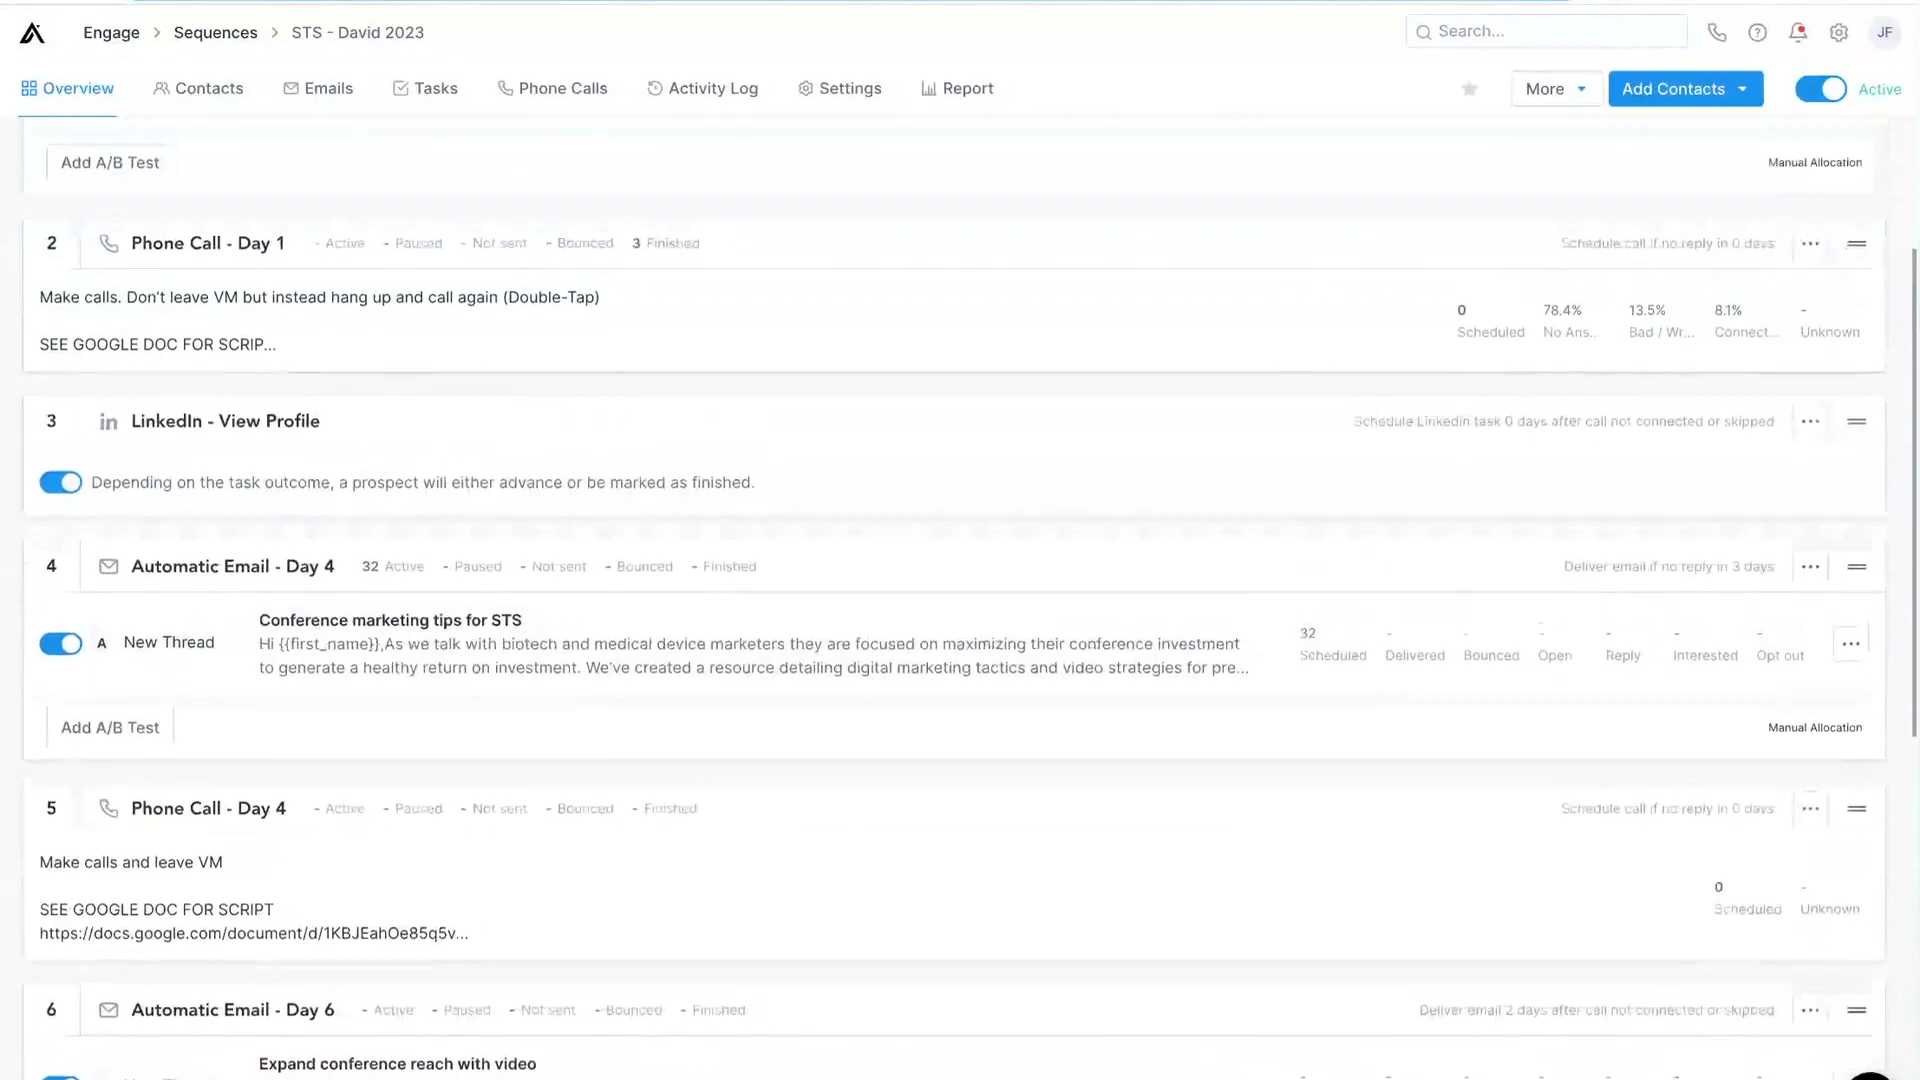 Engage > Sequences > STS - David 2023
Search...
JF
Overview
Contacts
Emails
Tasks
Phone Calls
Activity Log
Settings
Report
More
Add Contacts
Active
Add A/B Test
Manual Allocation
2
Phone Call - Day 1
- Active - Paused - Not sent - Bounced 3 Finished
Schedule call if no reply in 0 days
Make calls. Don't leave VM but instead hang up and call again (Double-Tap)
SEE GOOGLE DOC FOR SCRIP...
0 78.4% 13.5% 8.1% -
Scheduled No Ans... Bad / Wr... Connect... Unknown
3
in LinkedIn - View Profile
Schedule Linkedin task 0 days after call not connected or skipped
Depending on the task outcome, a prospect will either advance or be marked as finished.
4
Automatic Email - Day 4
32 Active - Paused - Not sent - Bounced - Finished
Deliver email if no reply in 3 days
Conference marketing tips for STS
A New Thread
Hi {{first_name}},As we talk with biotech and medical device marketers they are focused on maximizing their conference investment
to generate a healthy return on investment. We've created a resource detailing digital marketing tactics and video strategies for pre...
32 - - - - - -
Scheduled Delivered Bounced Open Reply Interested Opt out
Add A/B Test
Manual Allocation
5
Phone Call - Day 4
- Active - Paused - Not sent - Bounced - Finished
Schedule call if no reply in 0 days
Make calls and leave VM
SEE GOOGLE DOC FOR SCRIPT
https://docs.google.com/document/d/1KBJEahOe85q5v...
0 -
Scheduled Unknown
6
Automatic Email - Day 6
- Active - Paused - Not sent - Bounced - Finished
Deliver email 2 days after call not connected or skipped
Expand conference reach with video